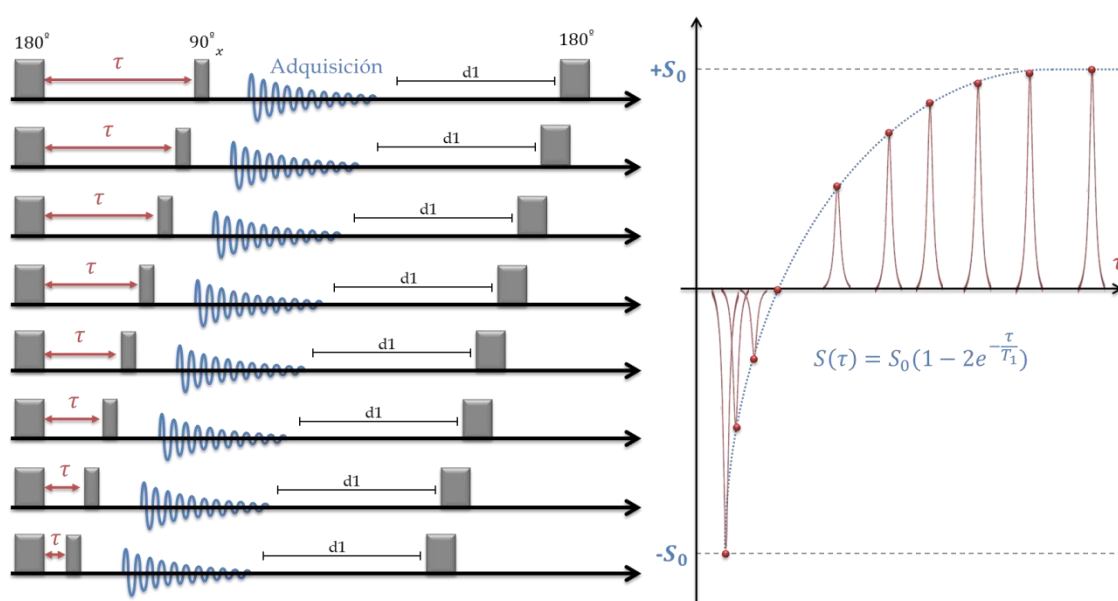 180º 90º x 180º
τ Adquisición d1
τ d1
τ d1
τ d1
τ d1
τ d1
τ d1
τ d1
+S₀
τ
S(τ) = S₀(1 − 2e^{−τ/T₁})
-S₀